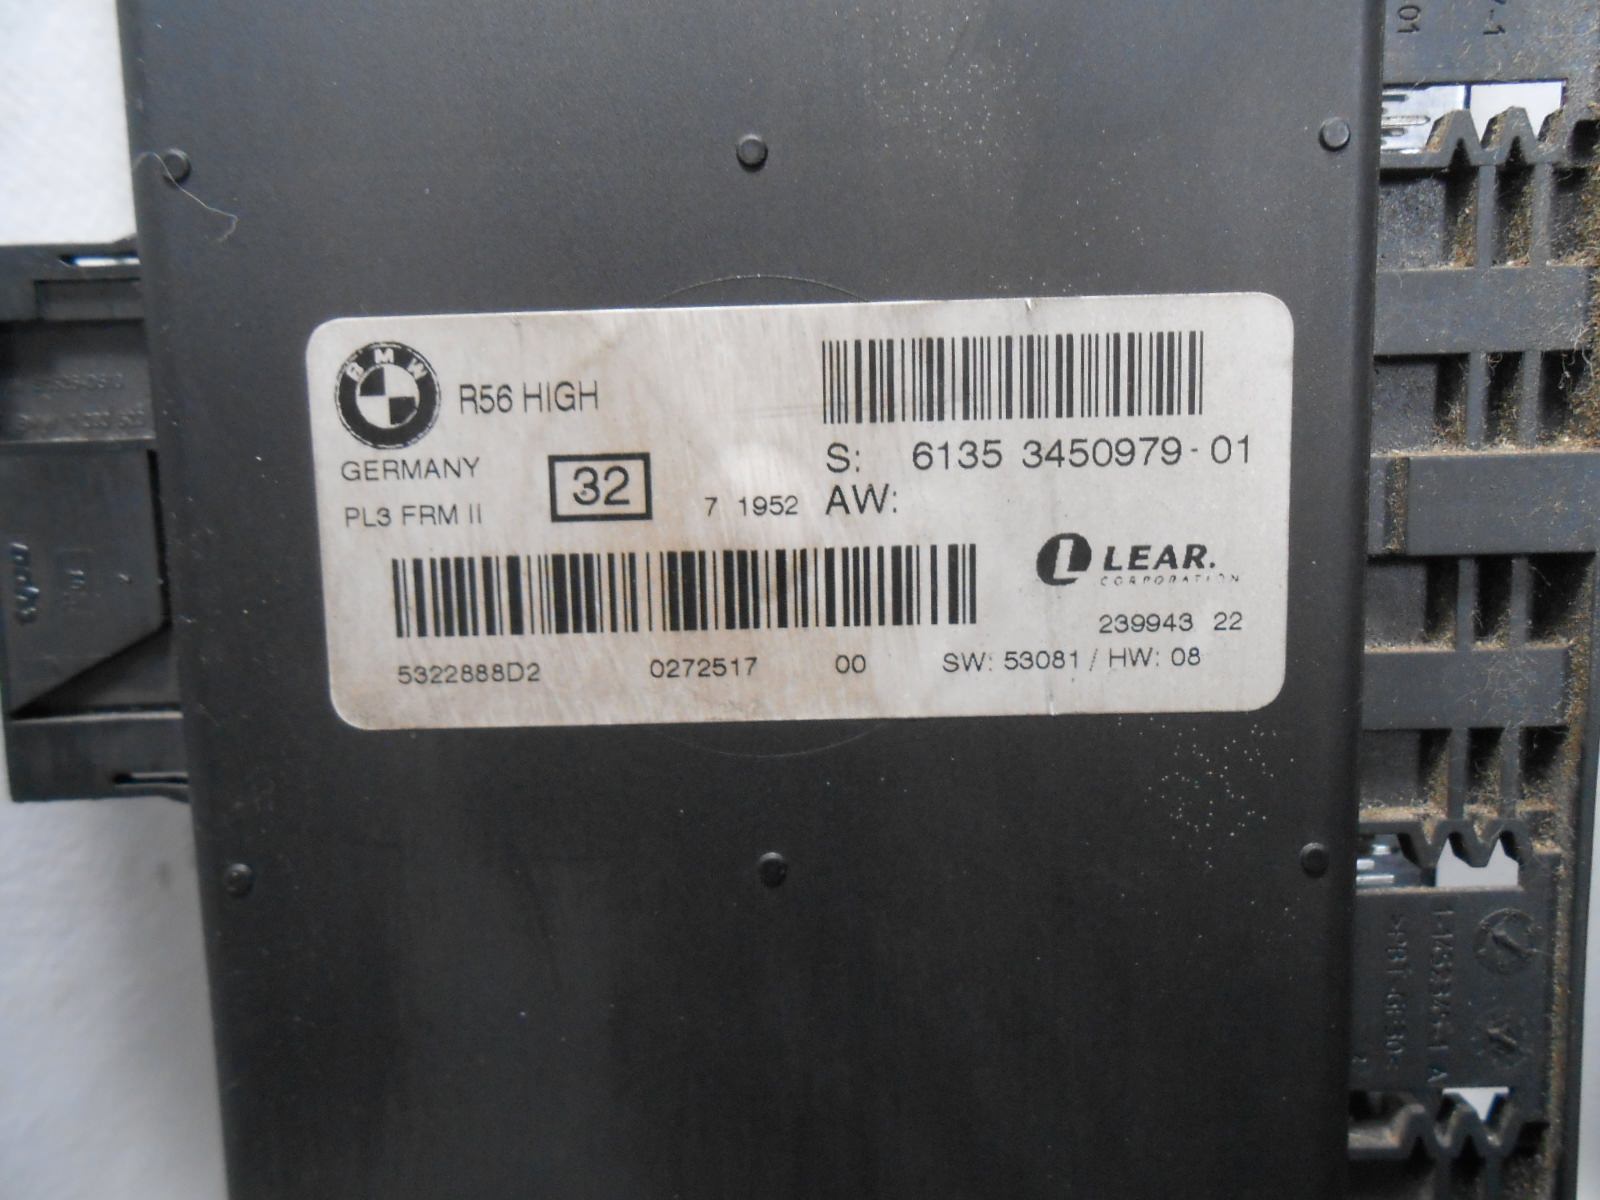 BMW
R56 HIGH
GERMANY
PL3 FRM II
32
7 1952
S: 6135 3450979-01
AW:
LEAR.
CORPORATION
239943 22
5322888D2 0272517 00 SW: 53081 / HW: 08